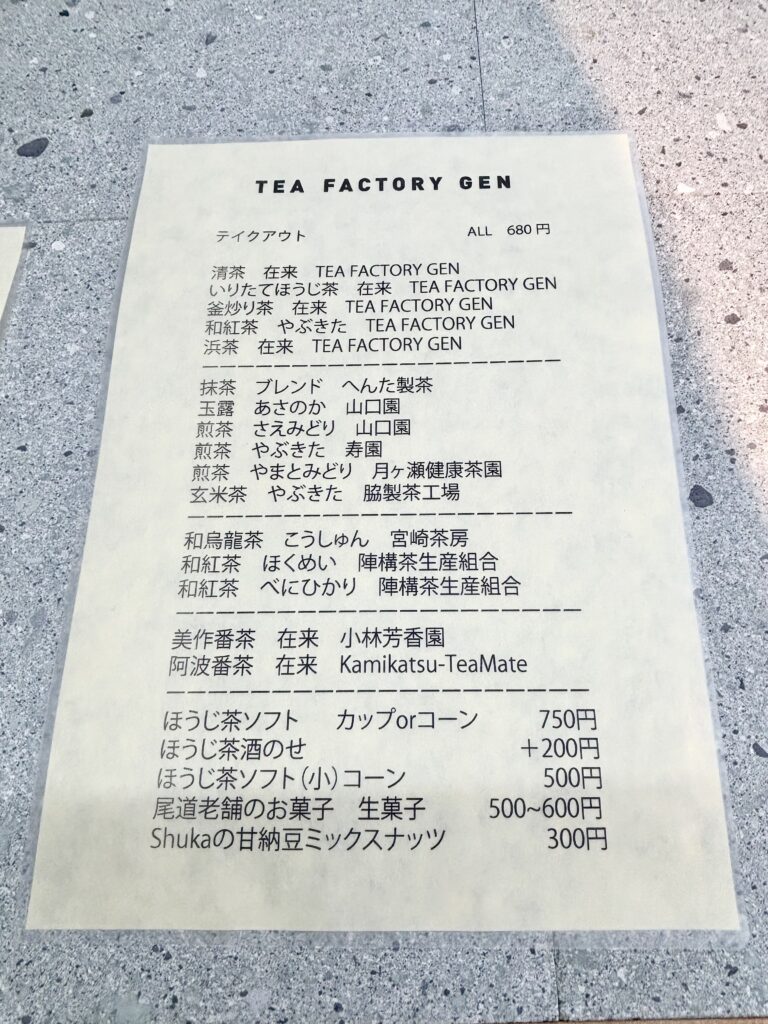 TEA FACTORY GEN
テイクアウト ALL 680円
清茶 在来 TEA FACTORY GEN
いりたてほうじ茶 在来 TEA FACTORY GEN
釜炒り茶 在来 TEA FACTORY GEN
和紅茶 やぶきた TEA FACTORY GEN
浜茶 在来 TEA FACTORY GEN
抹茶 ブレンド へんた製茶
玉露 あさのか 山口園
煎茶 さえみどり 山口園
煎茶 やぶきた 寿園
煎茶 やまとみどり 月ヶ瀬健康茶園
玄米茶 やぶきた 脇製茶工場
和烏龍茶 こうしゅん 宮﨑茶房
和紅茶 ほくめい 陣構茶生産組合
和紅茶 べにひかり 陣構茶生産組合
美作番茶 在来 小林芳香園
阿波番茶 在来 Kamikatsu-TeaMate
ほうじ茶ソフト カップorコーン 750円
ほうじ茶酒のせ +200円
ほうじ茶ソフト(小)コーン 500円
尾道老舗のお菓子 生菓子 500~600円
Shukaの甘納豆ミックスナッツ 300円